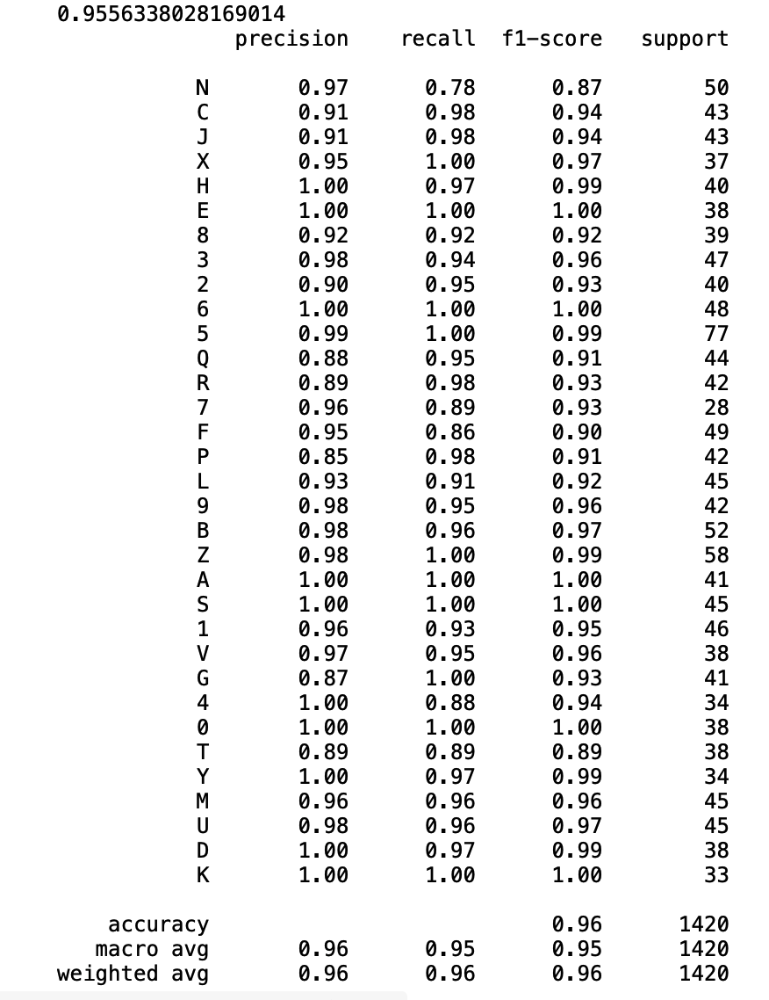 0.9556338028169014
precision recall f1-score support
N 0.97 0.78 0.87 50
C 0.91 0.98 0.94 43
J 0.91 0.98 0.94 43
X 0.95 1.00 0.97 37
H 1.00 0.97 0.99 40
E 1.00 1.00 1.00 38
8 0.92 0.92 0.92 39
3 0.98 0.94 0.96 47
2 0.90 0.95 0.93 40
6 1.00 1.00 1.00 48
5 0.99 1.00 0.99 77
Q 0.88 0.95 0.91 44
R 0.89 0.98 0.93 42
7 0.96 0.89 0.93 28
F 0.95 0.86 0.90 49
P 0.85 0.98 0.91 42
L 0.93 0.91 0.92 45
9 0.98 0.95 0.96 42
B 0.98 0.96 0.97 52
Z 0.98 1.00 0.99 58
A 1.00 1.00 1.00 41
S 1.00 1.00 1.00 45
1 0.96 0.93 0.95 46
V 0.97 0.95 0.96 38
G 0.87 1.00 0.93 41
4 1.00 0.88 0.94 34
0 1.00 1.00 1.00 38
T 0.89 0.89 0.89 38
Y 1.00 0.97 0.99 34
M 0.96 0.96 0.96 45
U 0.98 0.96 0.97 45
D 1.00 0.97 0.99 38
K 1.00 1.00 1.00 33
accuracy 0.96 1420
macro avg 0.96 0.95 0.95 1420
weighted avg 0.96 0.96 0.96 1420